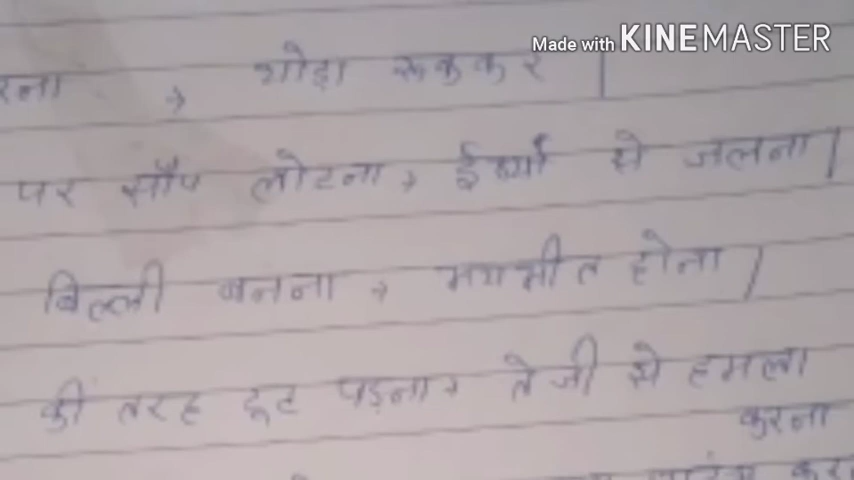 Made with KINEMASTER
रना → थोड़ा रूककर |
पर साँप लोटना → ईर्ष्या से जलना |
बिल्ली बनना → भयभीत होना |
की तरह टूट पड़ना → तेजी से हमला
करना